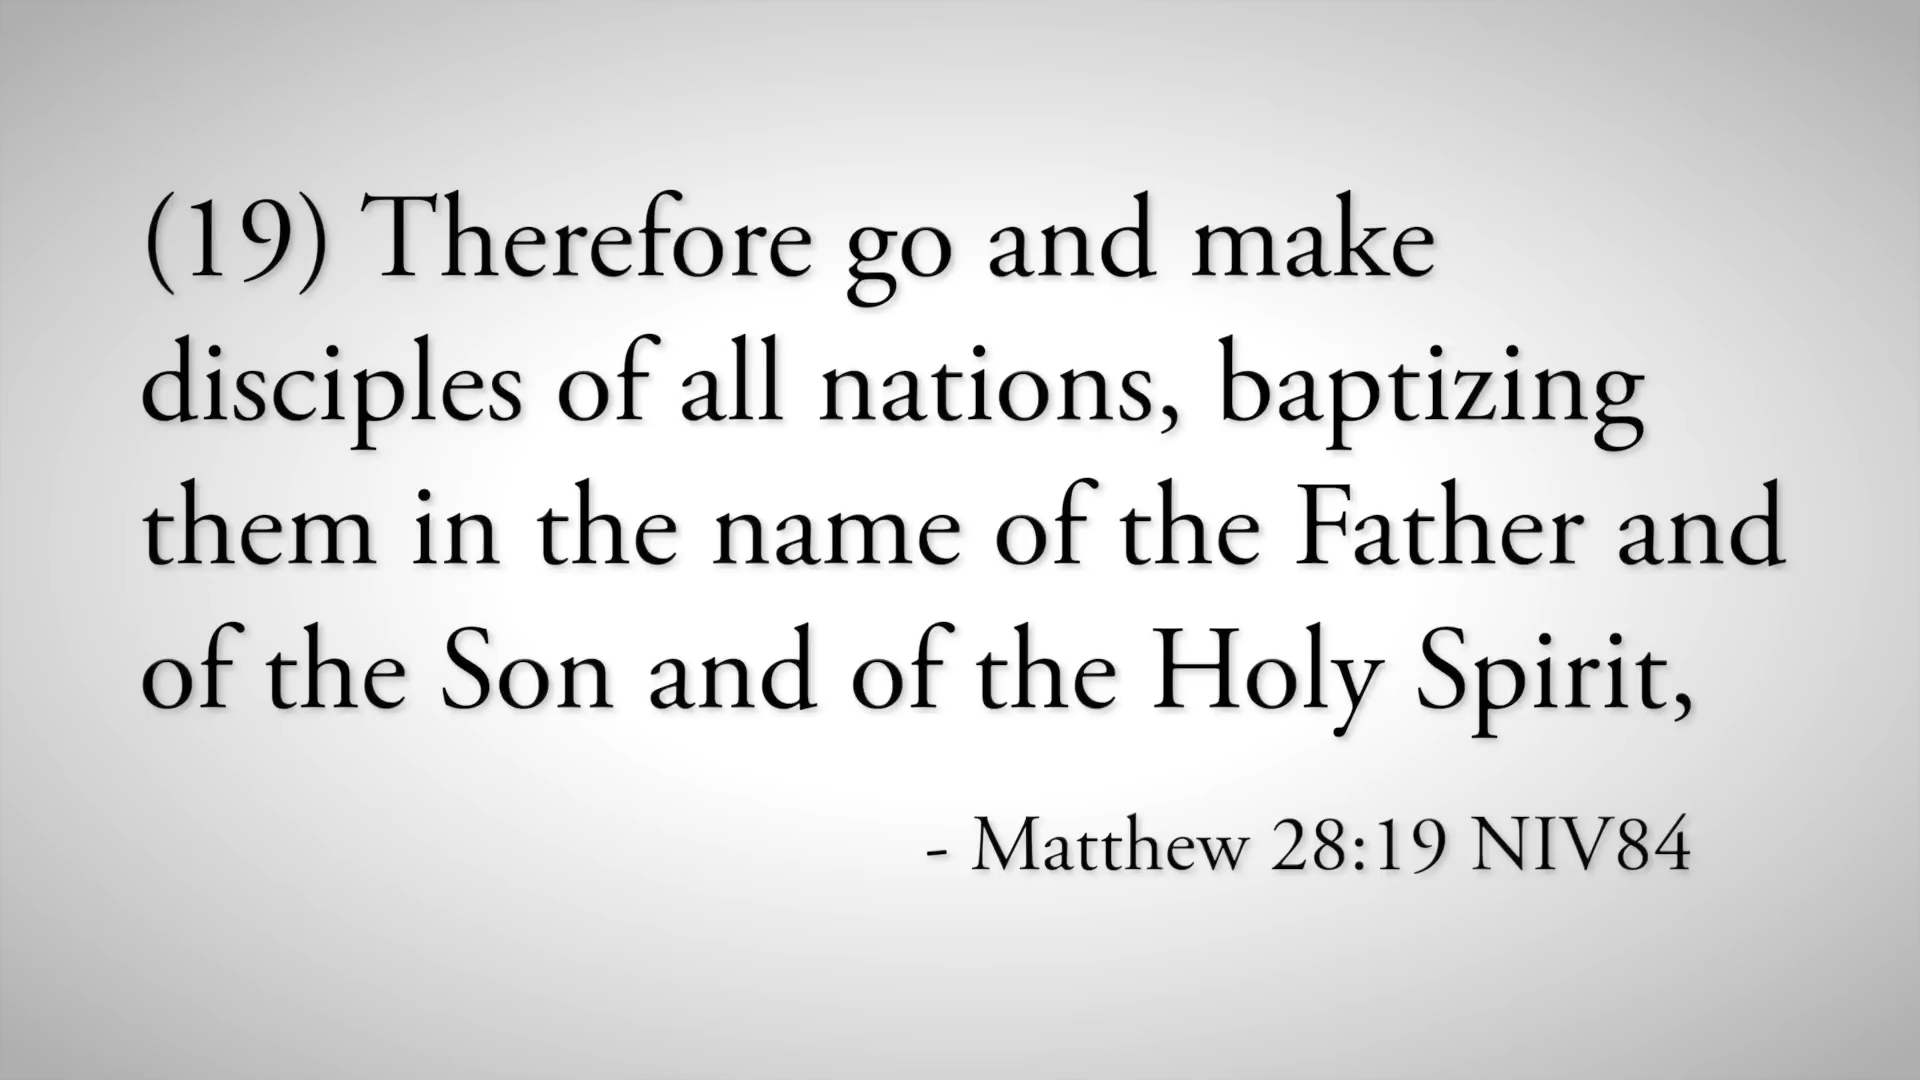 (19) Therefore go and make
disciples of all nations, baptizing
them in the name of the Father and
of the Son and of the Holy Spirit,
- Matthew 28:19 NIV84